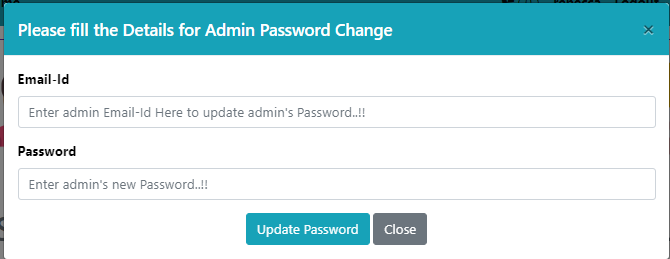 Please fill the Details for Admin Password Change ×
Email-Id
Enter admin Email-Id Here to update admin's Password..!!
Password
Enter admin's new Password..!!
Update Password Close